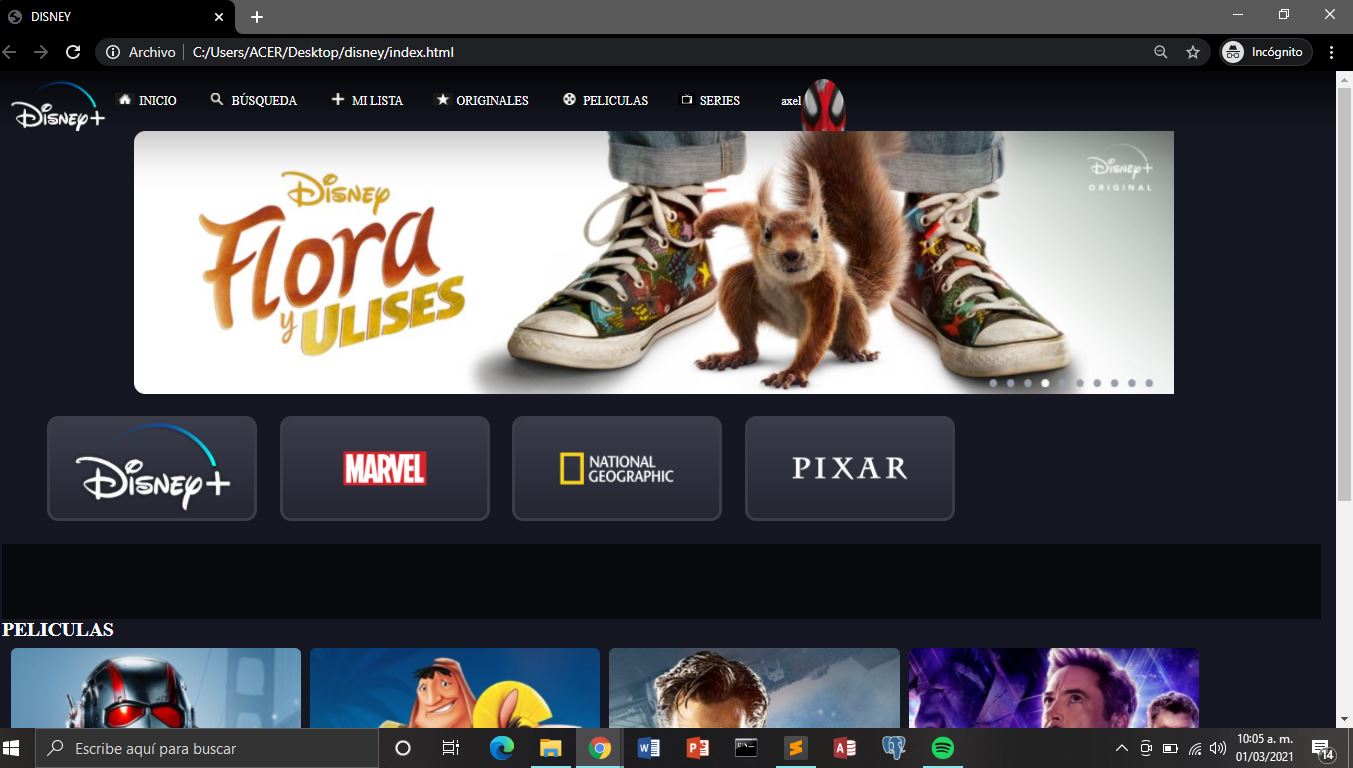 DISNEY
Archivo C:/Users/ACER/Desktop/disney/index.html Incógnito
Disney+ INICIO BÚSQUEDA MI LISTA ORIGINALES PELICULAS SERIES axel
Disney+
ORIGINAL
Disney
Flora
y ULISES
Disney+ MARVEL NATIONAL GEOGRAPHIC PIXAR
PELICULAS
Escribe aquí para buscar
10:05 a. m.
01/03/2021
14